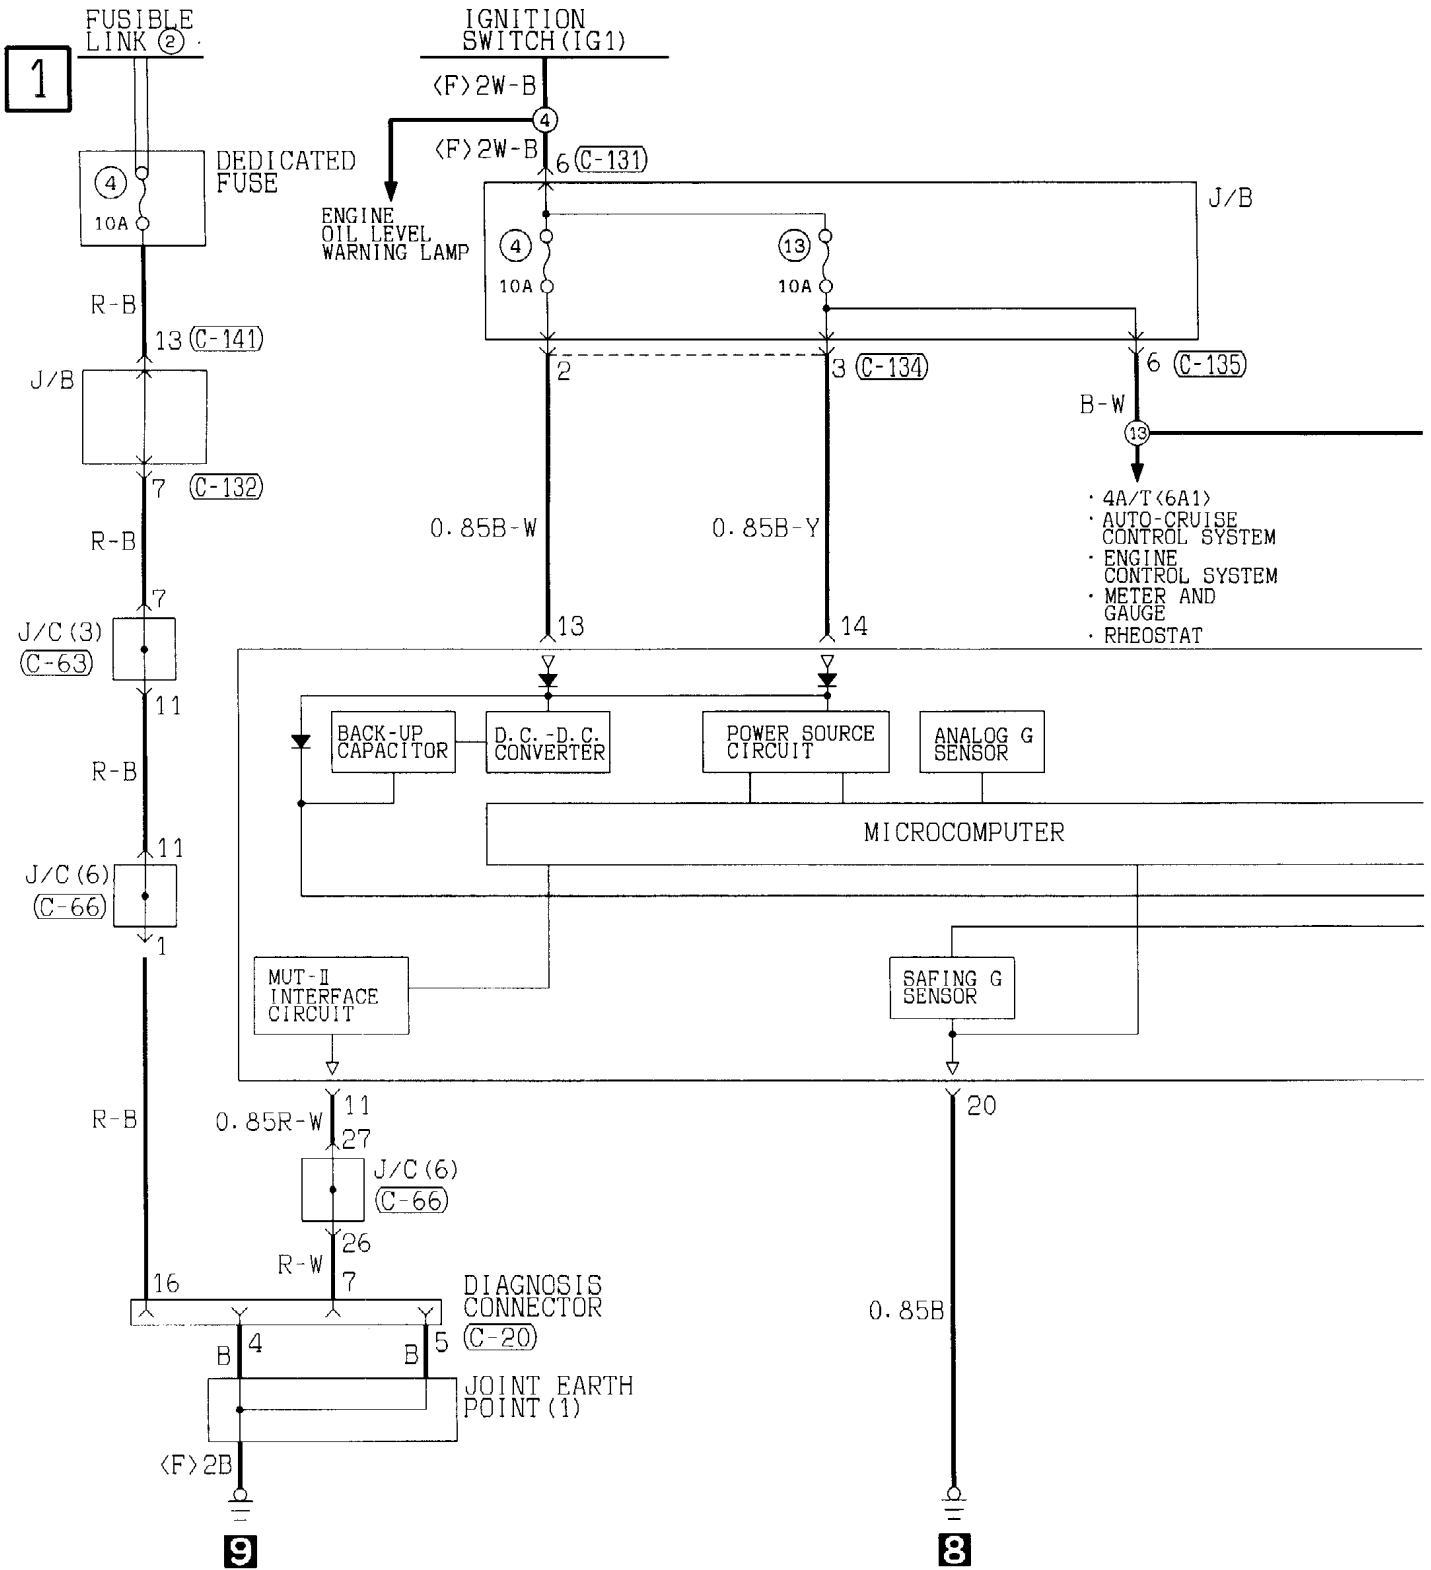 1
FUSIBLE
LINK ②
IGNITION
SWITCH(IG1)
<F>2W-B
4
<F>2W-B
6 (C-131)
DEDICATED
FUSE
4
10A
ENGINE
OIL LEVEL
WARNING LAMP
J/B
4
10A
13
10A
R-B
13 (C-141)
J/B
7 (C-132)
2
3 (C-134)
6 (C-135)
B-W
13
· 4A/T<6A1>
· AUTO-CRUISE
CONTROL SYSTEM
· ENGINE
CONTROL SYSTEM
· METER AND
GAUGE
· RHEOSTAT
R-B
0.85B-W
0.85B-Y
7
J/C(3)
(C-63)
11
13
14
BACK-UP
CAPACITOR
D.C.-D.C.
CONVERTER
POWER SOURCE
CIRCUIT
ANALOG G
SENSOR
R-B
MICROCOMPUTER
11
J/C(6)
(C-66)
1
MUT-Ⅱ
INTERFACE
CIRCUIT
SAFING G
SENSOR
R-B
0.85R-W
11
27
20
J/C(6)
(C-66)
26
R-W
7
16
DIAGNOSIS
CONNECTOR
(C-20)
0.85B
4
5
B
B
JOINT EARTH
POINT(1)
<F>2B
9
8